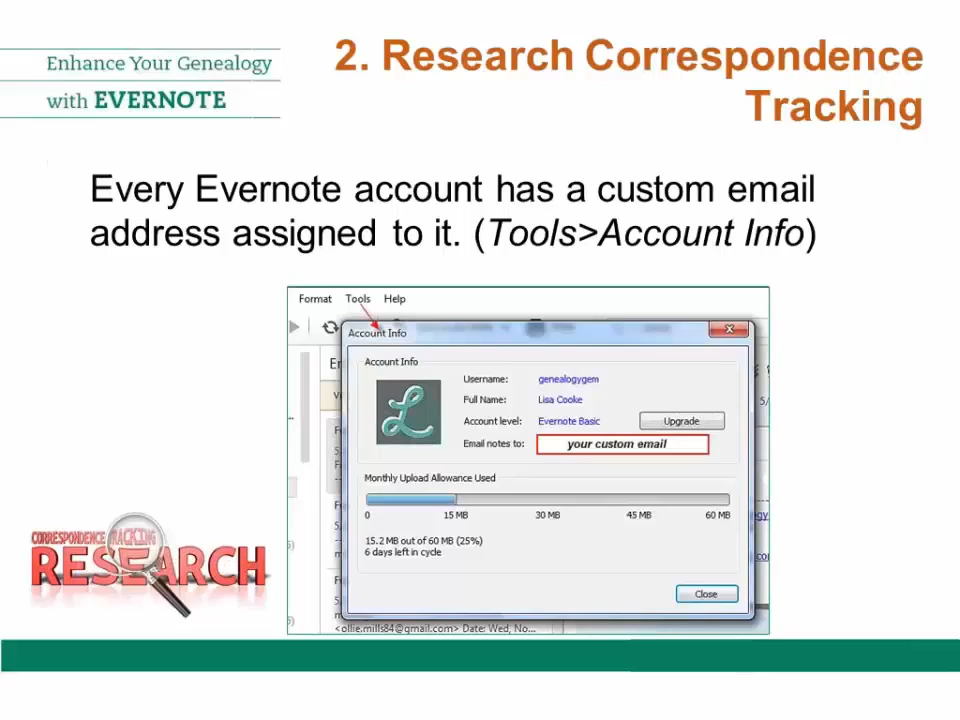 Enhance Your Genealogy
with EVERNOTE
2. Research Correspondence
Tracking
Every Evernote account has a custom email
address assigned to it. (Tools>Account Info)
Format Tools Help
Account Info
Account Info
Username: genealogygem
Full Name: Lisa Cooke
Account level: Evernote Basic Upgrade
Email notes to: your custom email
Monthly Upload Allowance Used
0 15 MB 30 MB 45 MB 60 MB
15.2 MB out of 60 MB (25%)
6 days left in cycle
Close
<ollie.mills84@gmail.com> Date: Wed, No...
CORRESPONDENCE TRACKING
RESEARCH